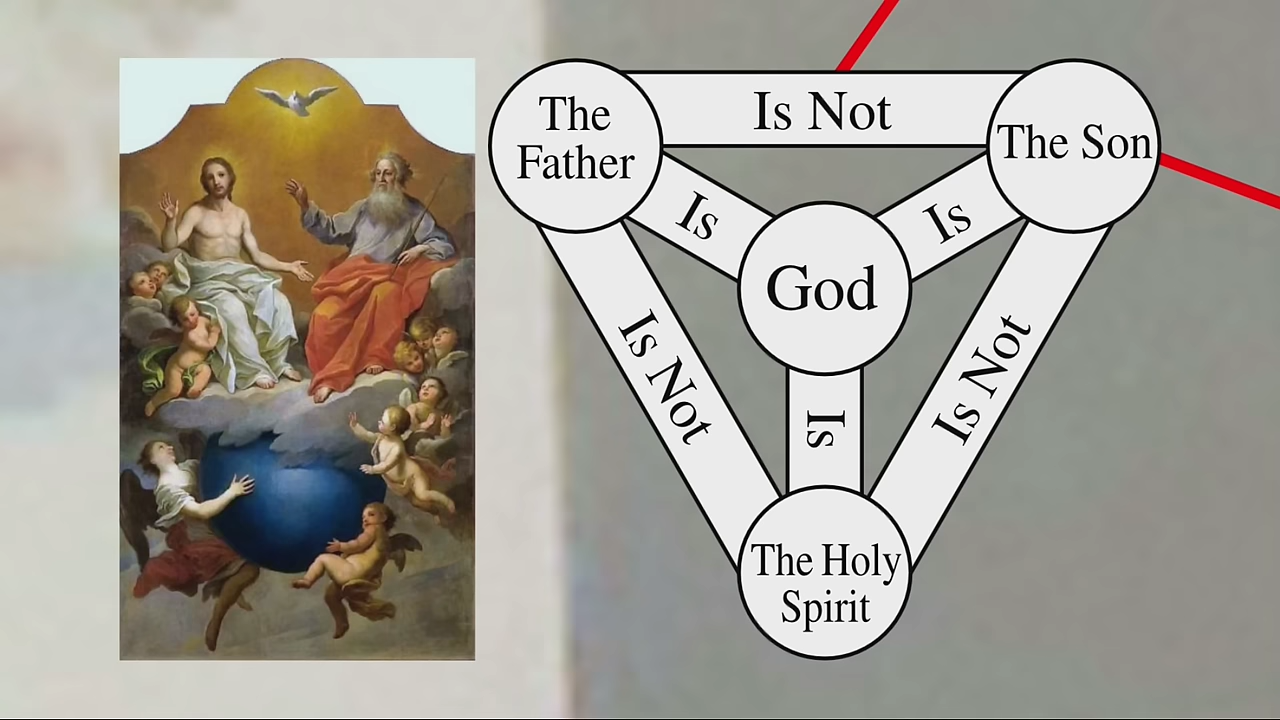 The
Father
Is Not
The Son
Is
Is
God
Is Not
Is
Is Not
The Holy
Spirit